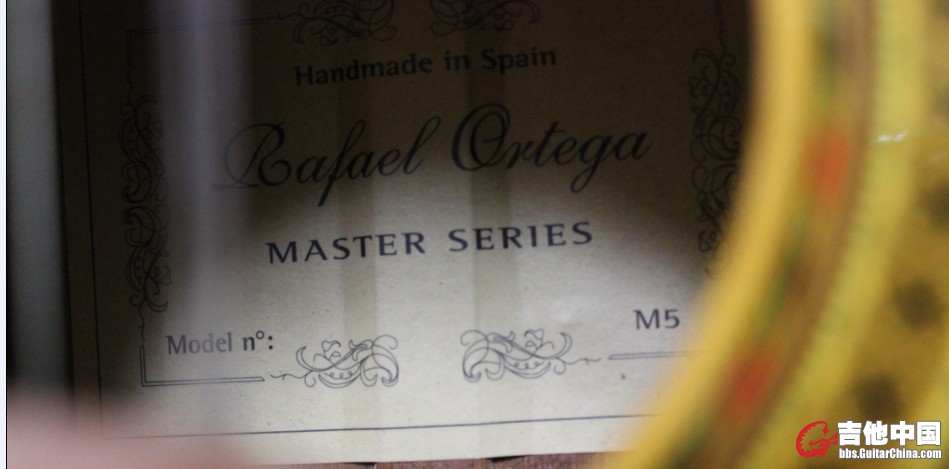 Handmade in Spain
Rafael Ortega
MASTER SERIES
Model nº:
M5
吉他中国
bbs.GuitarChina.com